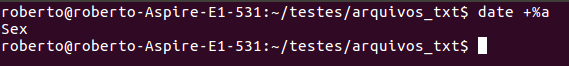 roberto@roberto-Aspire-E1-531:~/testes/arquivos_txt$ date +%a
Sex
roberto@roberto-Aspire-E1-531:~/testes/arquivos_txt$